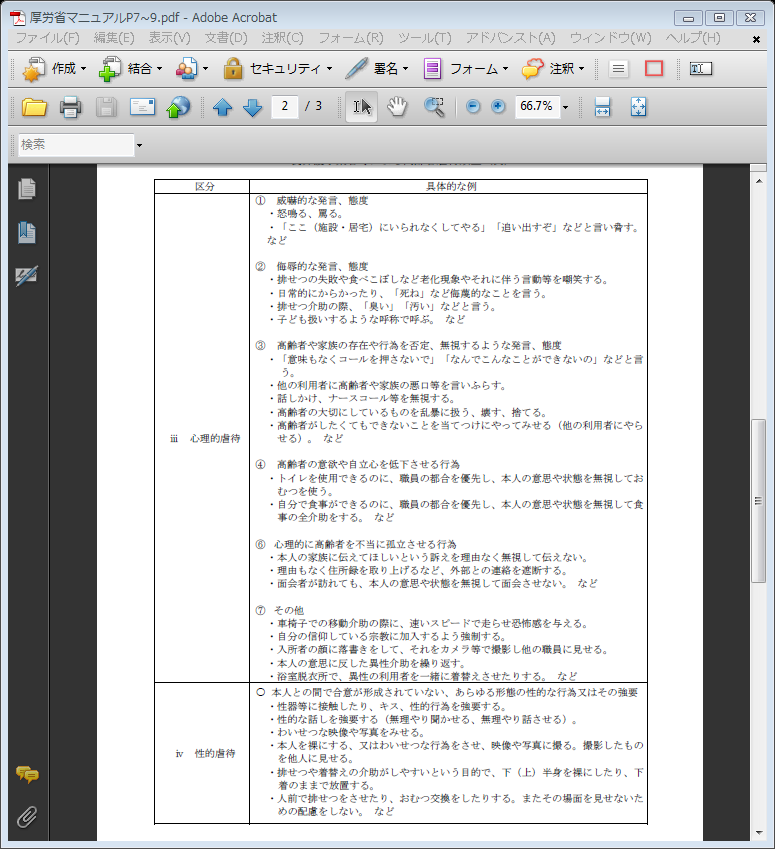 厚労省マニュアルP7~9.pdf - Adobe Acrobat
ファイル(F) 編集(E) 表示(V) 文書(D) 注釈(C) フォーム(R) ツール(T) アドバンスト(A) ウィンドウ(W) ヘルプ(H)
作成 結合 セキュリティ 署名 フォーム 注釈
2 / 3 66.7%
検索
区分 具体的な例
① 威嚇的な発言、態度
・怒鳴る、罵る。
・「ここ（施設・居宅）にいられなくしてやる」「追い出すぞ」などと言い脅す。
など
② 侮辱的な発言、態度
・排せつの失敗や食べこぼしなど老化現象やそれに伴う言動等を嘲笑する。
・日常的にからかったり、「死ね」など侮蔑的なことを言う。
・排せつ介助の際、「臭い」「汚い」などと言う。
・子ども扱いするような呼称で呼ぶ。 など
③ 高齢者や家族の存在や行為を否定、無視するような発言、態度
・「意味もなくコールを押さないで」「なんでこんなことができないの」などと言
う。
・他の利用者に高齢者や家族の悪口等を言いふらす。
・話しかけ、ナースコール等を無視する。
・高齢者の大切にしているものを乱暴に扱う、壊す、捨てる。
・高齢者がしたくてもできないことを当てつけにやってみせる（他の利用者にやら
せる）。 など
ⅲ 心理的虐待
④ 高齢者の意欲や自立心を低下させる行為
・トイレを使用できるのに、職員の都合を優先し、本人の意思や状態を無視してお
むつを使う。
・自分で食事ができるのに、職員の都合を優先し、本人の意思や状態を無視して食
事の全介助をする。 など
⑥ 心理的に高齢者を不当に孤立させる行為
・本人の家族に伝えてほしいという訴えを理由なく無視して伝えない。
・理由もなく住所録を取り上げるなど、外部との連絡を遮断する。
・面会者が訪れても、本人の意思や状態を無視して面会させない。 など
⑦ その他
・車椅子での移動介助の際に、速いスピードで走らせ恐怖感を与える。
・自分の信仰している宗教に加入するよう強制する。
・入所者の顔に落書きをして、それをカメラ等で撮影し他の職員に見せる。
・本人の意思に反した異性介助を繰り返す。
・浴室脱衣所で、異性の利用者を一緒に着替えさせたりする。 など
○ 本人との間で合意が形成されていない、あらゆる形態の性的な行為又はその強要
・性器等に接触したり、キス、性的行為を強要する。
・性的な話しを強要する（無理やり聞かせる、無理やり話させる）。
・わいせつな映像や写真をみせる。
・本人を裸にする、又はわいせつな行為をさせ、映像や写真に撮る。撮影したもの
を他人に見せる。
ⅳ 性的虐待
・排せつや着替えの介助がしやすいという目的で、下（上）半身を裸にしたり、下
着のままで放置する。
・人前で排せつをさせたり、おむつ交換をしたりする。またその場面を見せないた
めの配慮をしない。 など